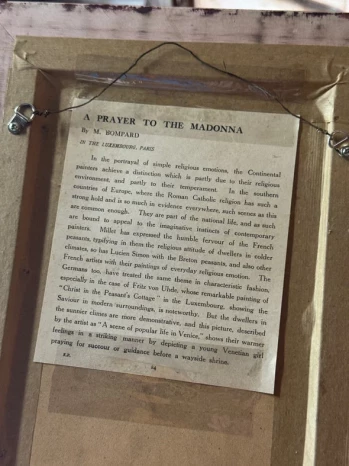 A PRAYER TO THE MADONNA
By M. BOMPARD
IN THE LUXEMBOURG, PARIS
In the portrayal of simple religious emotions, the Continental
painters achieve a distinction which is partly due to their religious
environment, and partly to their temperament. In the southern
countries of Europe, where the Roman Catholic religion has such a
strong hold and is so much in evidence everywhere, such scenes as this
are common enough. They are part of the national life, and as such
are bound to appeal to the imaginative instincts of contemporary
painters. Millet has expressed the humble fervour of the French
peasants, typifying in them the religious attitude of dwellers in colder
climates, so has Lucien Simon with the Breton peasants, and also other
French artists with their paintings of everyday religious emotion. The
Germans too, have treated the same theme in characteristic fashion,
especially in the case of Fritz von Uhde, whose remarkable painting of
"Christ in the Peasant's Cottage" in the Luxembourg, showing the
Saviour in modern surroundings, is noteworthy. But the dwellers in
the sunnier climes are more demonstrative, and this picture, described
by the artist as "A scene of popular life in Venice," shows their warmer
feelings in a striking manner by depicting a young Venetian girl
praying for succour or guidance before a wayside shrine.
24